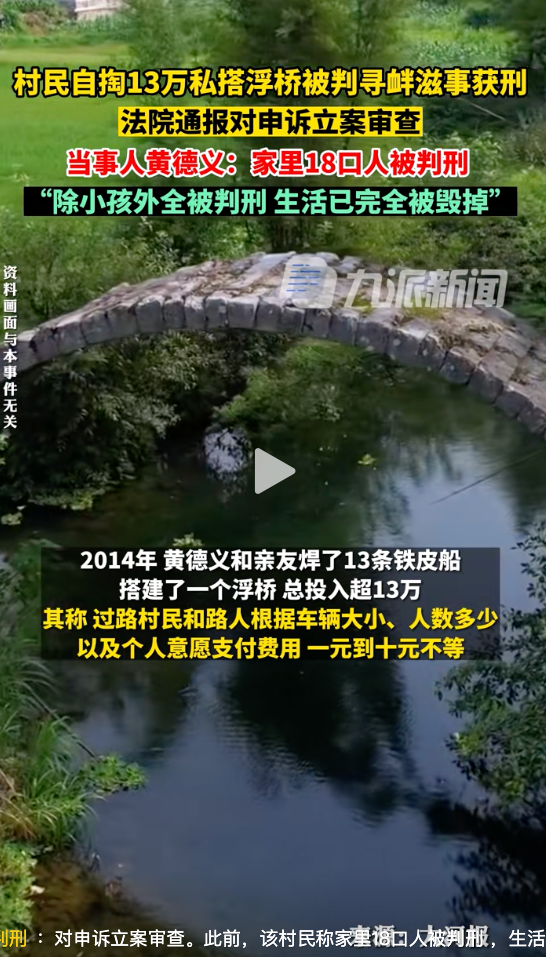 村民自掏13万私搭浮桥被判寻衅滋事获刑
法院通报对申诉立案审查
当事人黄德义：家里18口人被判刑
“除小孩外全被判刑 生活已完全被毁掉”
九派新闻
资料画面与本事件无关
2014年 黄德义和亲友焊了13条铁皮船
搭建了一个浮桥 总投入超13万
其称 过路村民和路人根据车辆大小、人数多少
以及个人意愿支付费用 一元到十元不等
来源：大河报
判刑 ：对申诉立案审查。此前，该村民称家里18口人被判刑，生活